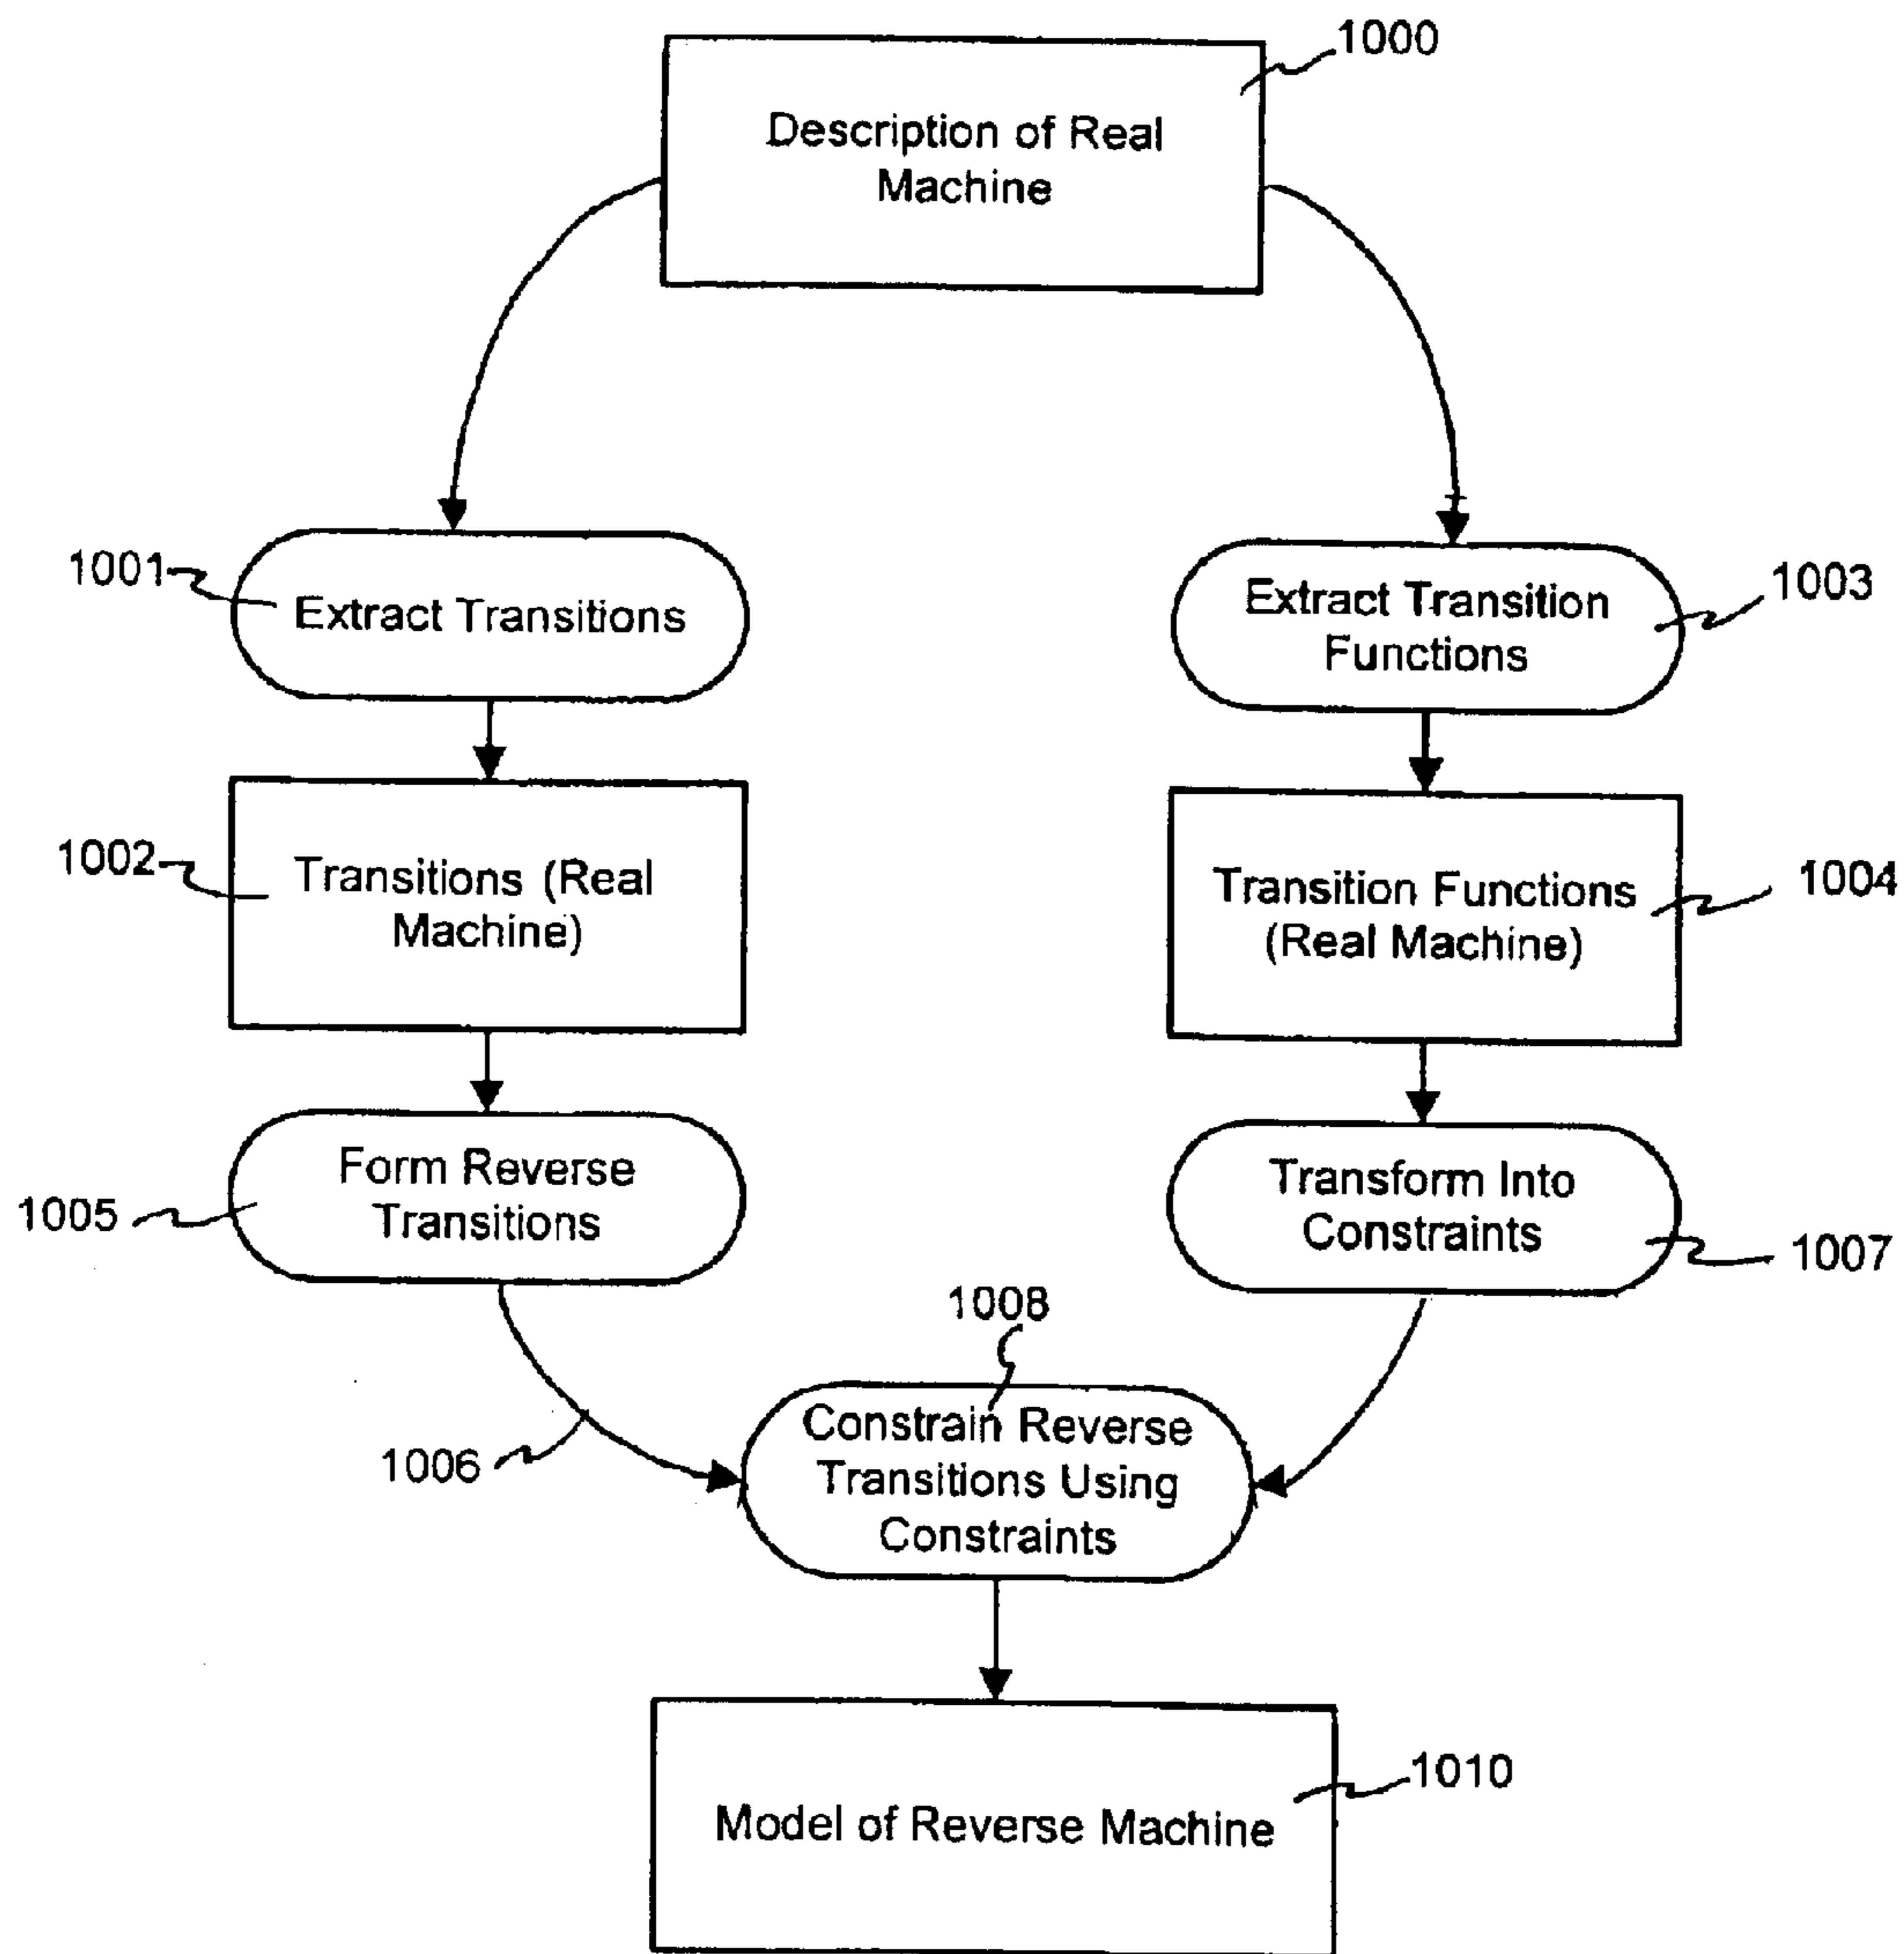 1000
Description of Real
Machine
1001
Extract Transitions
Extract Transition
Functions
1003
1002
Transitions (Real
Machine)
Transition Functions
(Real Machine)
1004
1005
Form Reverse
Transitions
Transform Into
Constraints
1007
1006
1008
Constrain Reverse
Transitions Using
Constraints
Model of Reverse Machine
1010